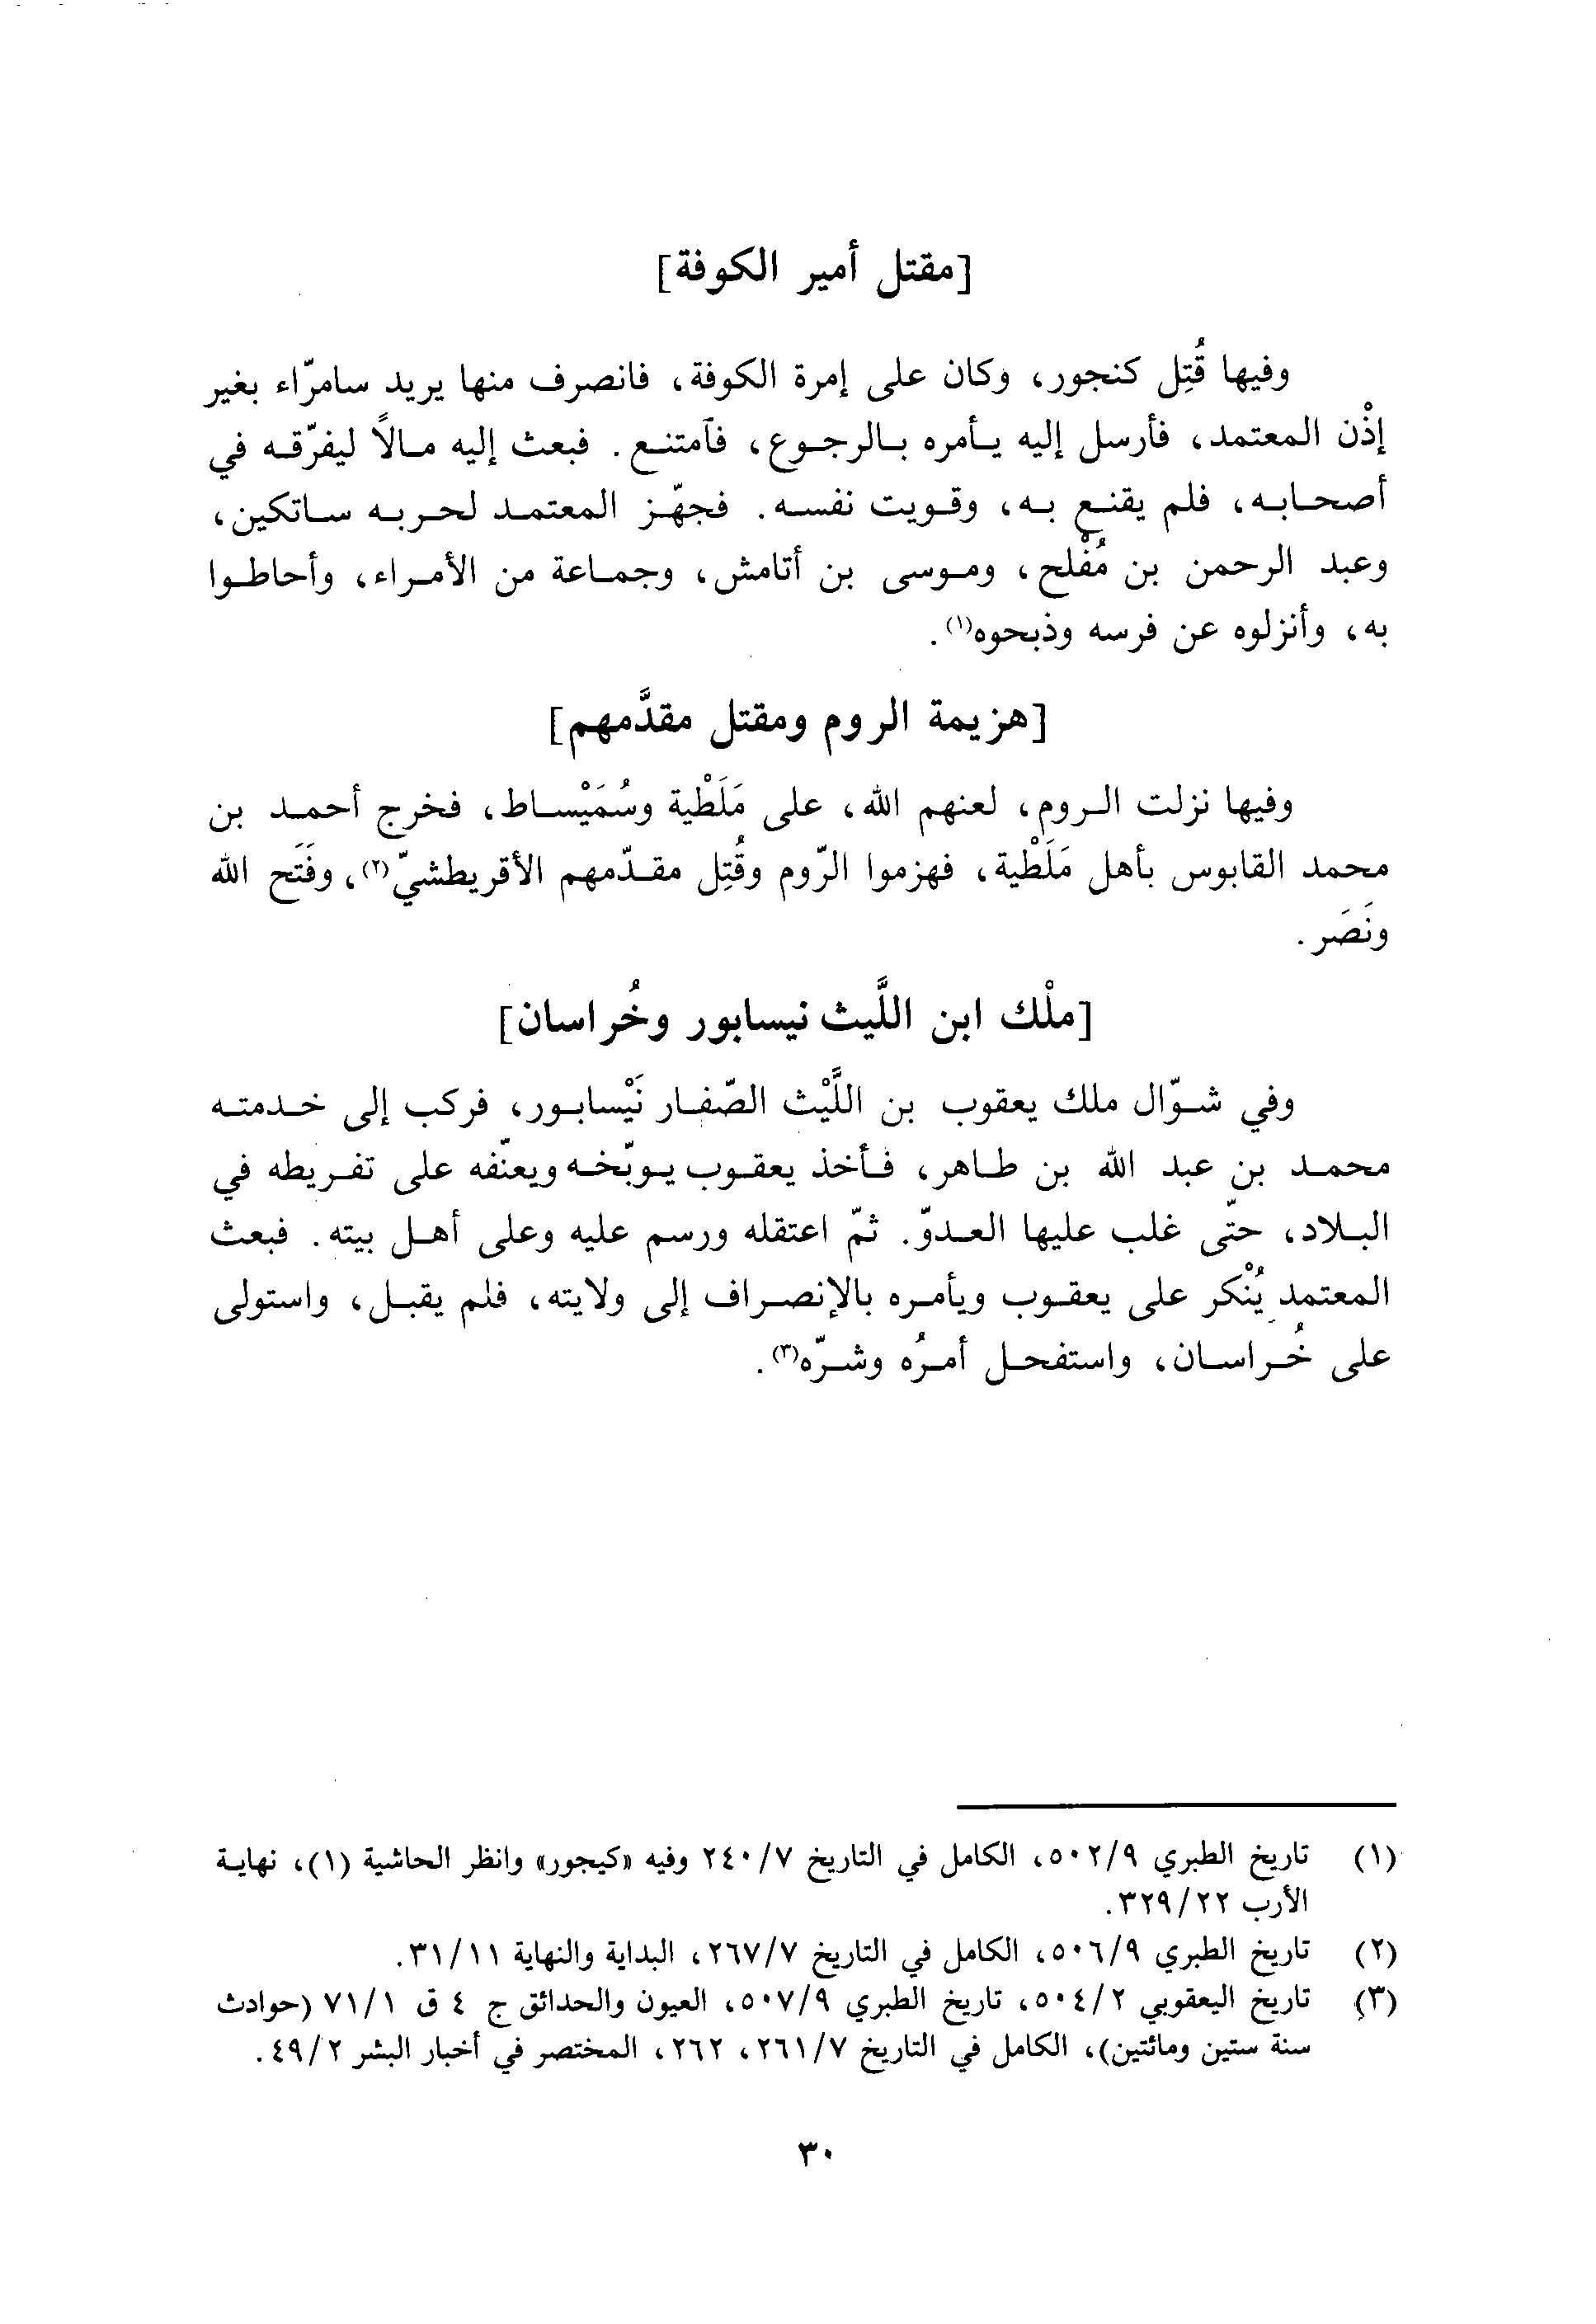 [مقتل أمير الكوفة]
وفيها قُتِل كنجور، وكان على إمرة الكوفة، فانصرف منها يريد سامرّاء بغير
إذْن المعتمد، فأرسل إليه يأمره بالرجوع، فآمتنع. فبعث إليه مالاً ليفرّقه في
أصحابه، فلم يقنع به، وقويت نفسه. فجهّز المعتمد لحربه ساتكين،
وعبد الرحمن بن مُفْلح، وموسى بن أتامش، وجماعة من الأمراء، وأحاطوا
به، وأنزلوه عن فرسه وذبحوه(١).
[هزيمة الروم ومقتل مقدَّمهم]
وفيها نزلت الروم، لعنهم الله، على مَلَطْية وسُمَيْساط، فخرج أحمد بن
محمد القابوس بأهل مَلَطْية، فهزموا الرّوم وقُتِل مقدّمهم الأقريطشيّ(٢)، وفَتَح الله
ونَصَر.
[ملْك ابن اللَّيث نيسابور وخُراسان]
وفي شوّال ملك يعقوب بن اللَّيْث الصّفار نَيْسابور، فركب إلى خدمته
محمد بن عبد الله بن طاهر، فأخذ يعقوب يوبّخه ويعنّفه على تفريطه في
البلاد، حتّى غلب عليها العدوّ. ثمّ اعتقله ورسم عليه وعلى أهل بيته. فبعث
المعتمد يُنْكر على يعقوب ويأمره بالإنصراف إلى ولايته، فلم يقبل، واستولى
على خُراسان، واستفحل أمرُه وشرّه(٣).
(١) تاريخ الطبري ٥٠٢/٩، الكامل في التاريخ ٢٤٠/٧ وفيه «كيجور» وانظر الحاشية (١)، نهاية
الأرب ٣٢٩/٢٢.
(٢) تاريخ الطبري ٥٠٦/٩، الكامل في التاريخ ٢٦٧/٧، البداية والنهاية ٣١/١١.
(٣) تاريخ اليعقوبي ٥٠٤/٢، تاريخ الطبري ٥٠٧/٩، العيون والحدائق ج ٤ ق ٧١/١ (حوادث
سنة ستين ومائتين)، الكامل في التاريخ ٢٦١/٧، ٢٦٢، المختصر في أخبار البشر ٤٩/٢.
٣٠